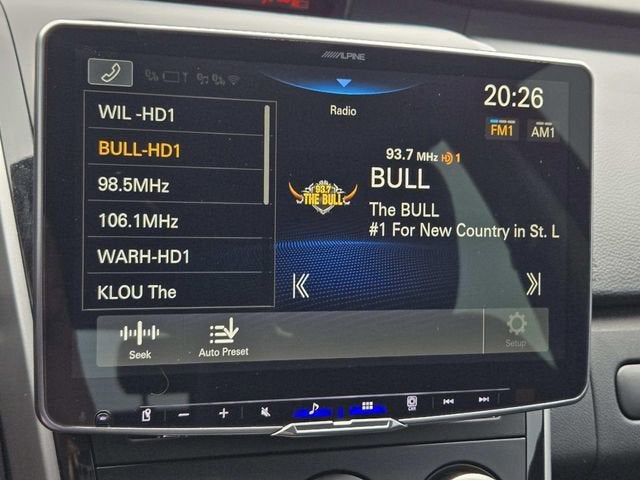 ALPINE
Radio
20:26
FM1
AM1
WIL -HD1
BULL-HD1
98.5MHz
106.1MHz
WARH-HD1
KLOU The
93.7 MHz HD 1
BULL
93.7
THE BULL
The BULL
#1 For New Country in St. L
Seek
Auto Preset
Setup
CAM